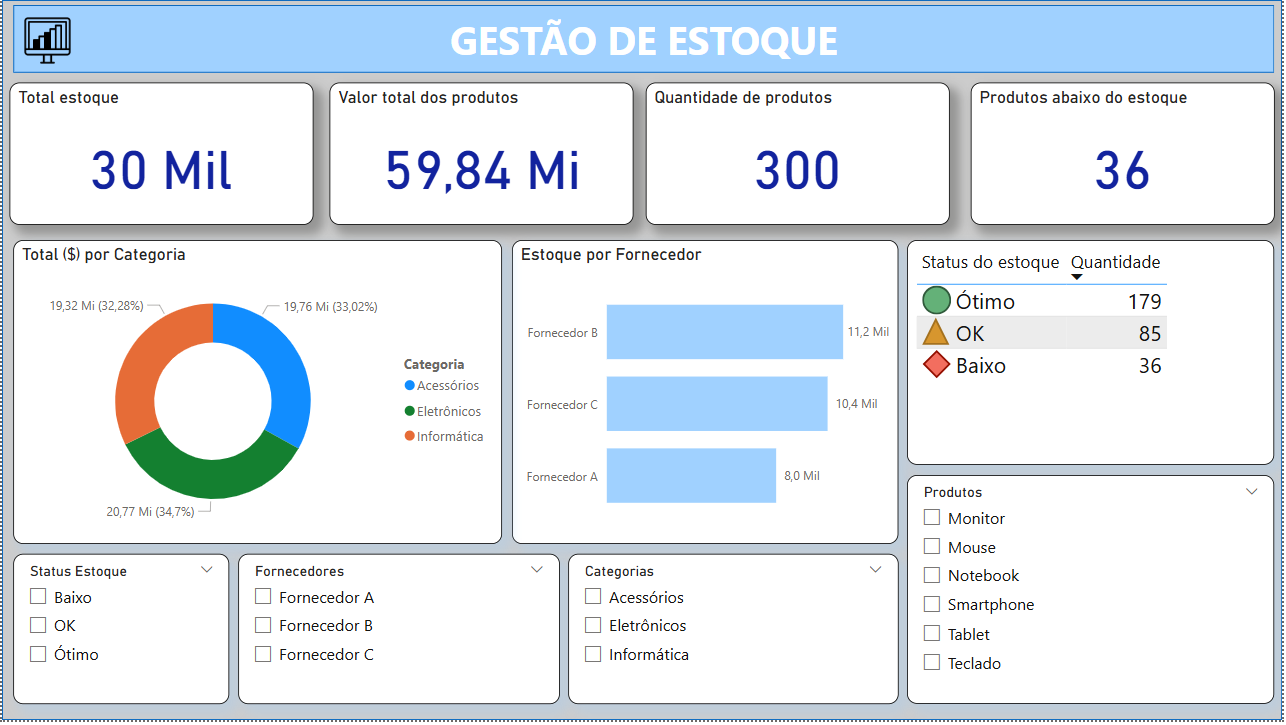 GESTÃO DE ESTOQUE
Total estoque
30 Mil
Valor total dos produtos
59,84 Mi
Quantidade de produtos
300
Produtos abaixo do estoque
36
Total ($) por Categoria
19,32 Mi (32,28%)
19,76 Mi (33,02%)
20,77 Mi (34,7%)
Categoria
Acessórios
Eletrônicos
Informática
Estoque por Fornecedor
Fornecedor B 11,2 Mil
Fornecedor C 10,4 Mil
Fornecedor A 8,0 Mil
Status do estoque Quantidade
Ótimo 179
OK 85
Baixo 36
Status Estoque
Baixo
OK
Ótimo
Fornecedores
Fornecedor A
Fornecedor B
Fornecedor C
Categorias
Acessórios
Eletrônicos
Informática
Produtos
Monitor
Mouse
Notebook
Smartphone
Tablet
Teclado